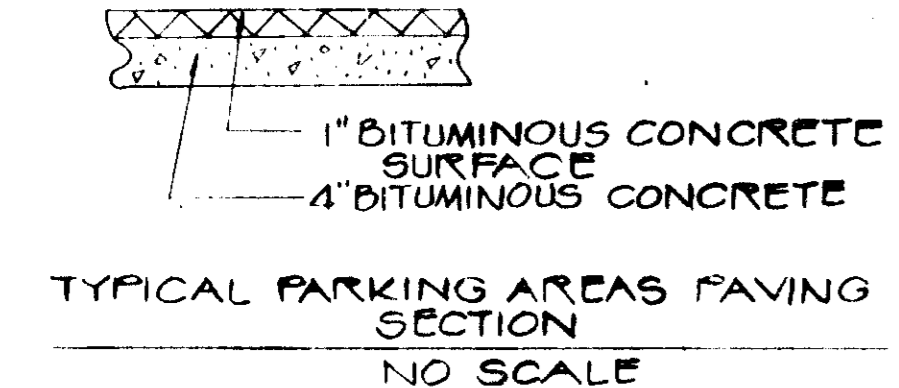 1" BITUMINOUS CONCRETE
SURFACE
4" BITUMINOUS CONCRETE
TYPICAL PARKING AREAS PAVING
SECTION
NO SCALE